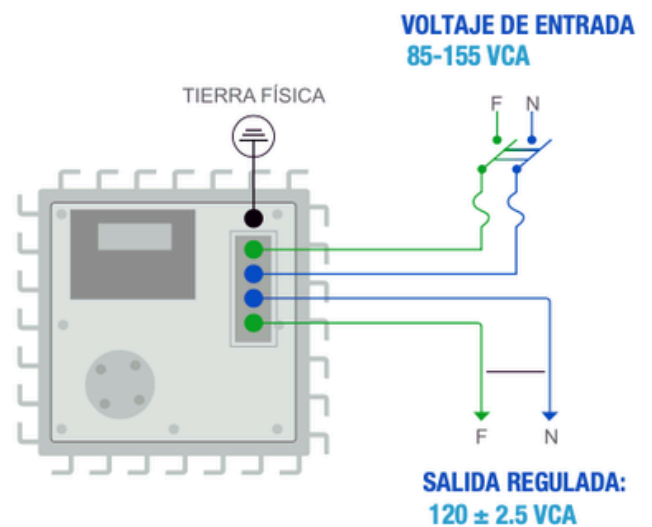 VOLTAJE DE ENTRADA
85-155 VCA
TIERRA FÍSICA
F N
F N
SALIDA REGULADA:
120 ± 2.5 VCA